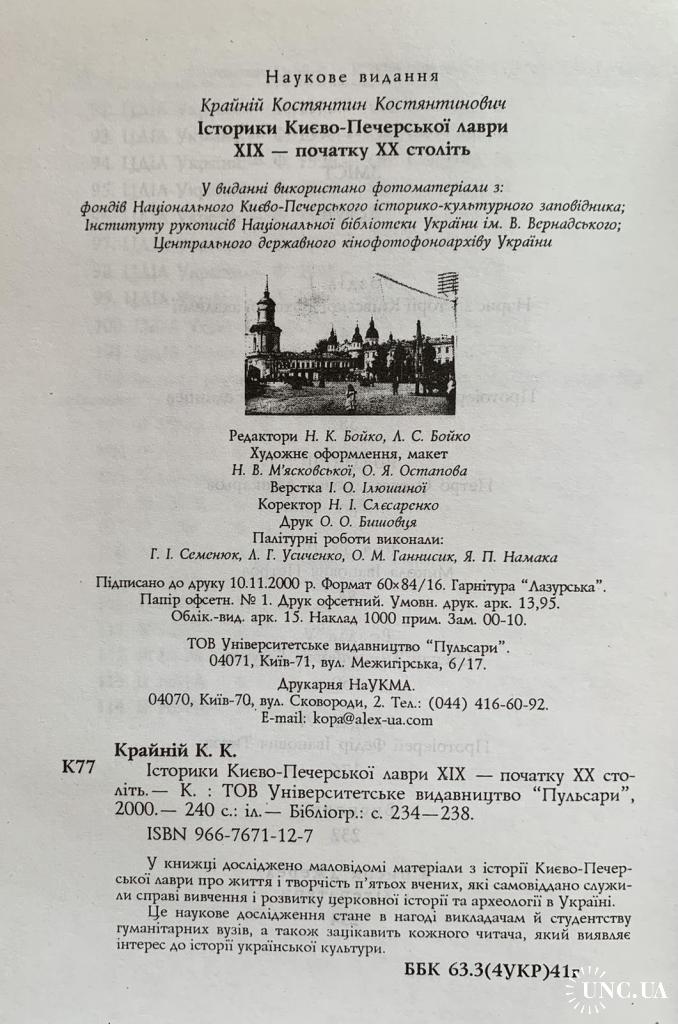 Наукове видання
Крайній Костянтин Костянтинович
Історики Києво-Печерської лаври
XIX — початку XX століть
У виданні використано фотоматеріали з:
фондів Національного Києво-Печерського історико-культурного заповідника;
Інституту рукописів Національної бібліотеки України ім. В. Вернадського;
Центрального державного кінофотофоноархіву України
Редактори Н. К. Бойко, Л. С. Бойко
Художнє оформлення, макет
Н. В. М'ясковської, О. Я. Остапова
Верстка І. О. Ілюшиної
Коректор Н. І. Слєсаренко
Друк О. О. Бишовця
Палітурні роботи виконали:
Г. І. Семенюк, Л. Г. Усиченко, О. М. Ганнисик, Я. П. Намака
Підписано до друку 10.11.2000 р. Формат 60×84/16. Гарнітура “Лазурська”.
Папір офсетн. № 1. Друк офсетний. Умовн. друк. арк. 13,95.
Облік.-вид. арк. 15. Наклад 1000 прим. Зам. 00-10.
ТОВ Університетське видавництво “Пульсари”.
04071, Київ-71, вул. Межигірська, 6/17.
Друкарня НаУКМА.
04070, Київ-70, вул. Сковороди, 2. Тел.: (044) 416-60-92.
E-mail: kopa@alex-ua.com
Крайній К. К.
К77
Історики Києво-Печерської лаври XIX — початку XX сто-
літь.— К. : ТОВ Університетське видавництво “Пульсари”,
2000.— 240 с.: іл.— Бібліогр.: с. 234—238.
ISBN 966-7671-12-7
У книжці досліджено маловідомі матеріали з історії Києво-Печер-
ської лаври про життя і творчість п’ятьох вчених, які самовіддано служи-
ли справі вивчення і розвитку церковної історії та археології в Україні.
Це наукове дослідження стане в нагоді викладачам й студентству
гуманітарних вузів, а також зацікавить кожного читача, який виявляє
інтерес до історії української культури.
ББК 63.3(4УКР)41г
UNC.UA